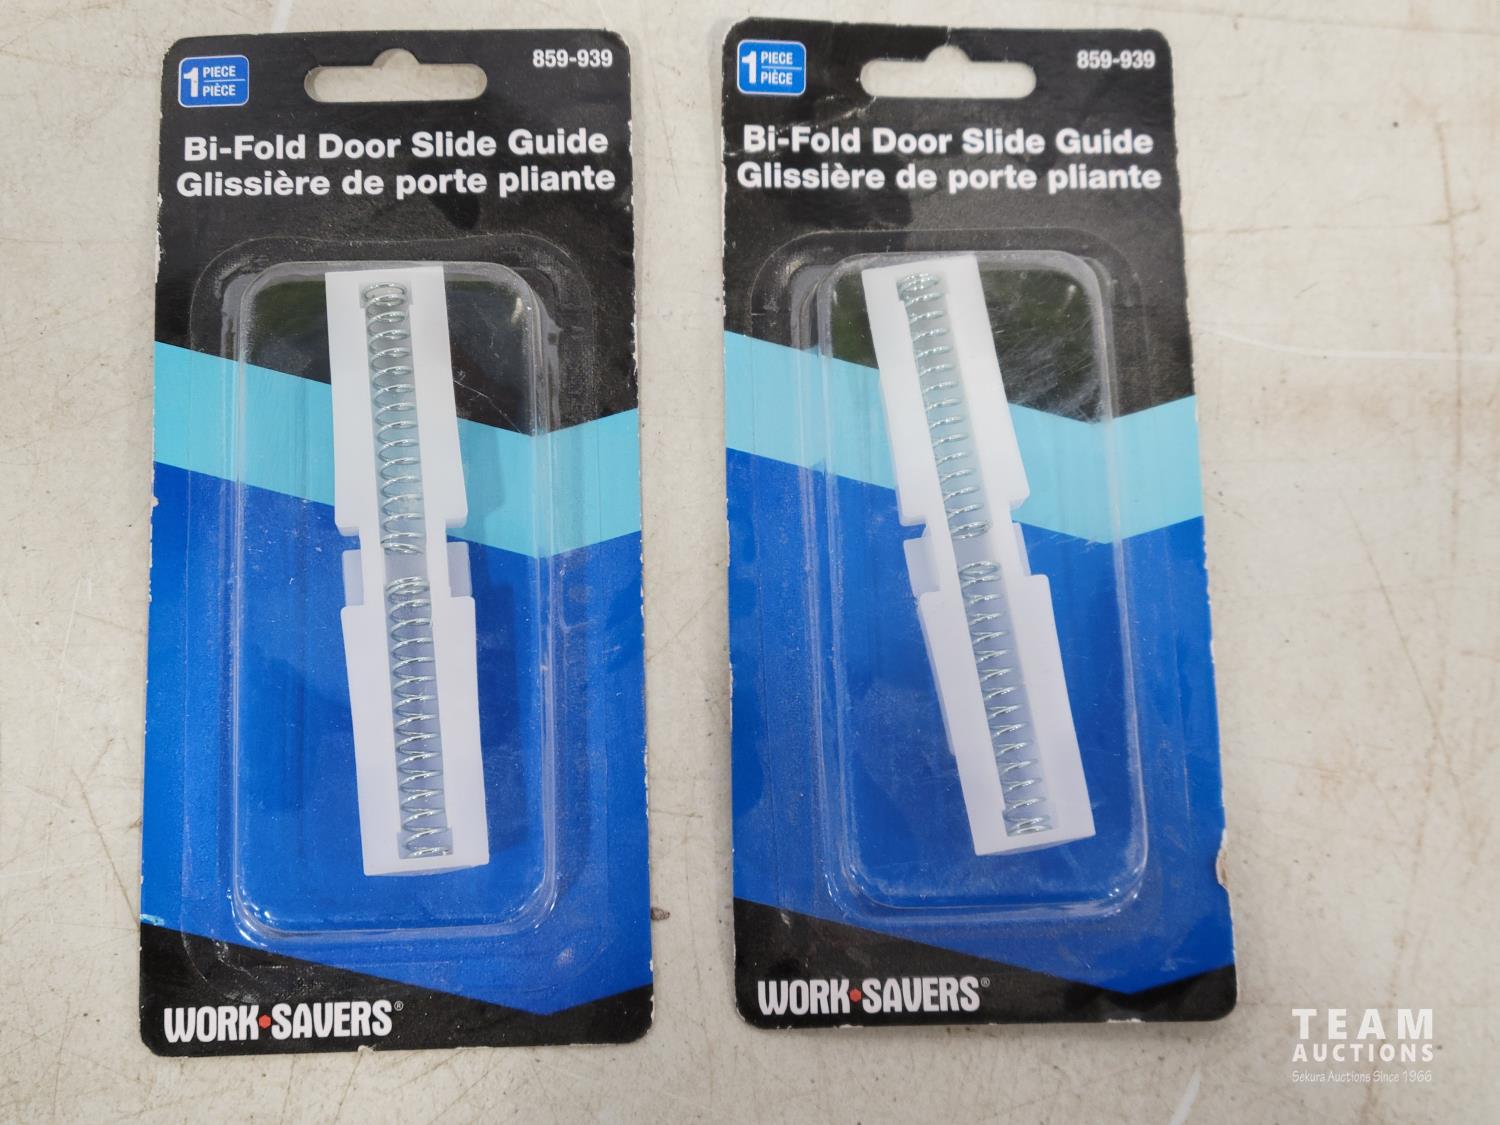 1 PIECE
PIÈCE
859-939
Bi-Fold Door Slide Guide
Glissière de porte pliante
WORK•SAVERS®
1 PIECE
PIÈCE
859-939
Bi-Fold Door Slide Guide
Glissière de porte pliante
WORK•SAVERS®
TEAM
AUCTIONS
Sekura Auctions Since 1966